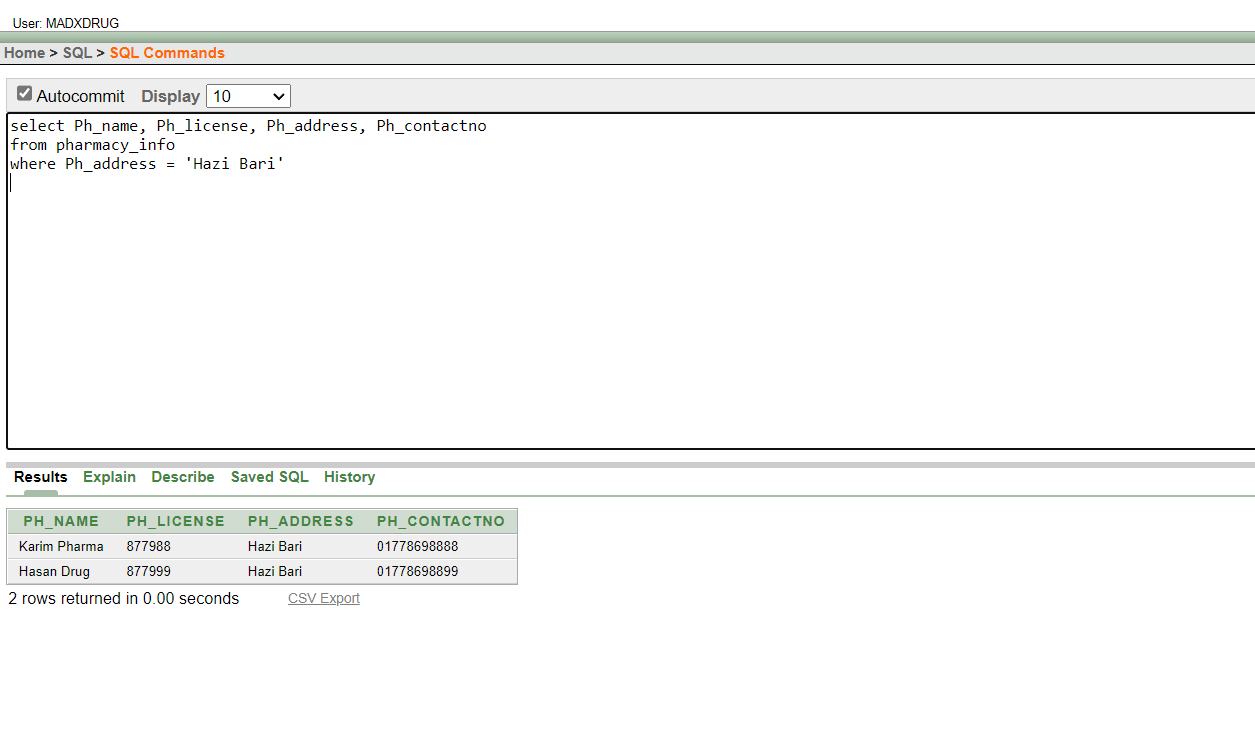 User: MADXDRUG
Home > SQL > SQL Commands
Autocommit Display 10
select Ph_name, Ph_license, Ph_address, Ph_contactno
from pharmacy_info
where Ph_address = 'Hazi Bari'
Results Explain Describe Saved SQL History
PH_NAME PH_LICENSE PH_ADDRESS PH_CONTACTNO
Karim Pharma 877988 Hazi Bari 01778698888
Hasan Drug 877999 Hazi Bari 01778698899
2 rows returned in 0.00 seconds CSV Export